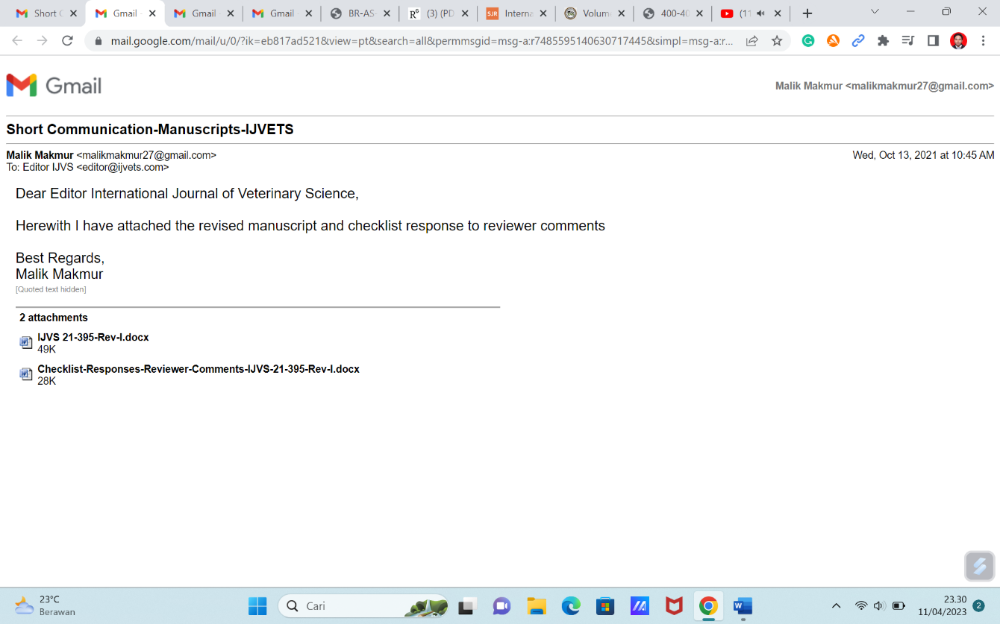 Short C
Gmail -
Gmail
Gmail
BR-AS-
R⁶ (3) (PD
SJR Interna
Volum
400-40
(11
mail.google.com/mail/u/0/?ik=eb817ad521&view=pt&search=all&permmsgid=msg-a:r7485595140630717445&simpl=msg-a:r...
Gmail
Malik Makmur <malikmakmur27@gmail.com>
Short Communication-Manuscripts-IJVETS
Malik Makmur <malikmakmur27@gmail.com>
Wed, Oct 13, 2021 at 10:45 AM
To: Editor IJVS <editor@ijvets.com>
Dear Editor International Journal of Veterinary Science,
Herewith I have attached the revised manuscript and checklist response to reviewer comments
Best Regards,
Malik Makmur
[Quoted text hidden]
2 attachments
IJVS 21-395-Rev-I.docx
49K
Checklist-Responses-Reviewer-Comments-IJVS-21-395-Rev-I.docx
28K
23°C
Berawan
Cari
23.30
11/04/2023
2